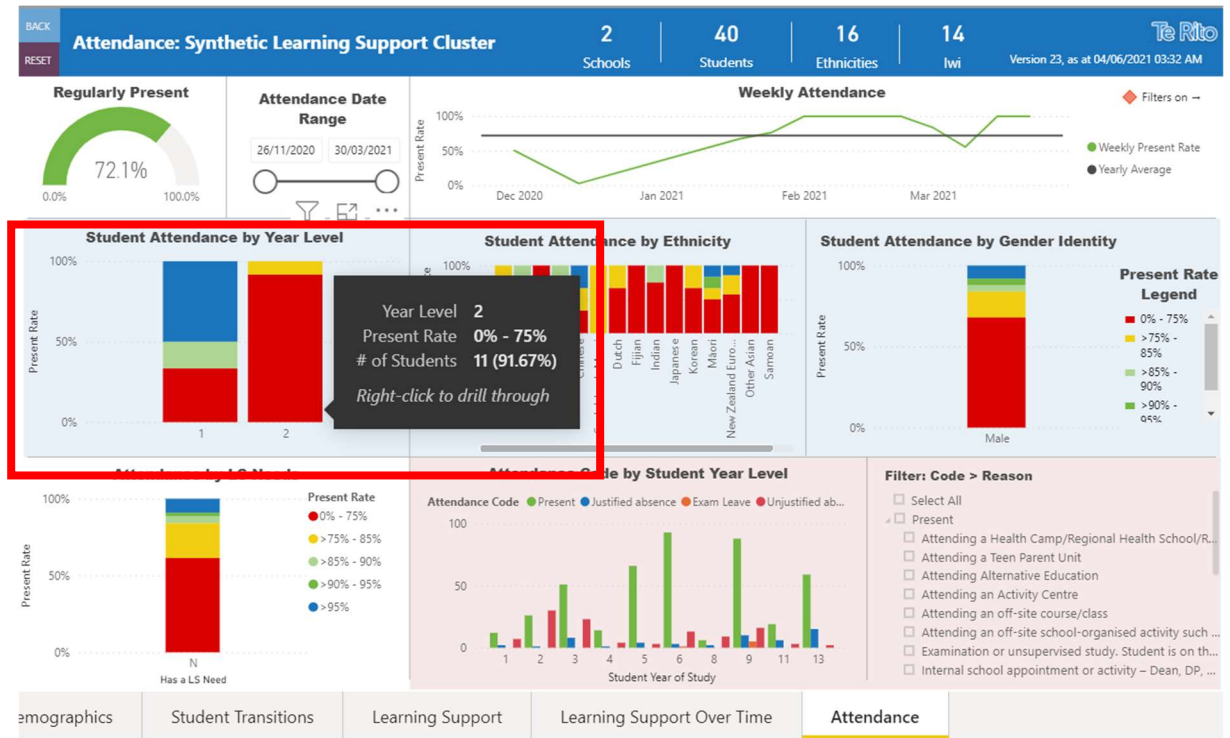 BACK
RESET
Attendance: Synthetic Learning Support Cluster
2
Schools
40
Students
16
Ethnicities
14
Iwi
Te Rito
Version 23, as at 04/06/2021 03:32 AM
Regularly Present
72.1%
0.0%
100.0%
Attendance Date
Range
26/11/2020
30/03/2021
Weekly Attendance
Filters on →
Present Rate
100%
50%
0%
Dec 2020
Jan 2021
Feb 2021
Mar 2021
Weekly Present Rate
Yearly Average
Student Attendance by Year Level
Present Rate
100%
50%
0%
1
2
Year Level 2
Present Rate 0% - 75%
# of Students 11 (91.67%)
Right-click to drill through
Student Attendance by Ethnicity
100%
Dutch
Fijian
Indian
Japanese
Korean
Māori
New Zealand Euro...
Other Asian
Samoan
Student Attendance by Gender Identity
Present Rate
100%
50%
0%
Male
Present Rate
Legend
0% - 75%
>75% -
85%
>85% -
90%
>90% -
95%
Attendance by LS Needs
Present Rate
100%
50%
0%
N
Has a LS Need
Present Rate
0% - 75%
>75% - 85%
>85% - 90%
>90% - 95%
>95%
Attendance Code by Student Year Level
Attendance Code Present Justified absence Exam Leave Unjustified ab...
100
50
0
1 2 3 4 5 6 8 9 11 13
Student Year of Study
Filter: Code > Reason
Select All
Present
Attending a Health Camp/Regional Health School/R...
Attending a Teen Parent Unit
Attending Alternative Education
Attending an Activity Centre
Attending an off-site course/class
Attending an off-site school-organised activity such ...
Examination or unsupervised study. Student is on th...
Internal school appointment or activity – Dean, DP, ...
emographics
Student Transitions
Learning Support
Learning Support Over Time
Attendance